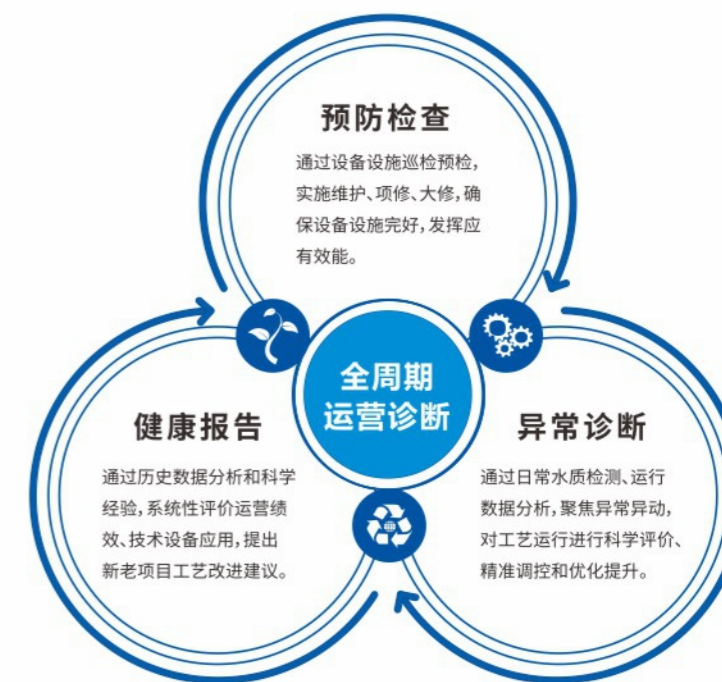 预防检查
通过设备设施巡检预检，
实施维护、项修、大修，确
保设备设施完好，发挥应
有效能。
全周期
运营诊断
健康报告
通过历史数据分析和科学
经验，系统性评价运营绩
效、技术设备应用，提出
新老项目工艺改进建议。
异常诊断
通过日常水质检测、运行
数据分析，聚焦异常异动，
对工艺运行进行科学评价、
精准调控和优化提升。